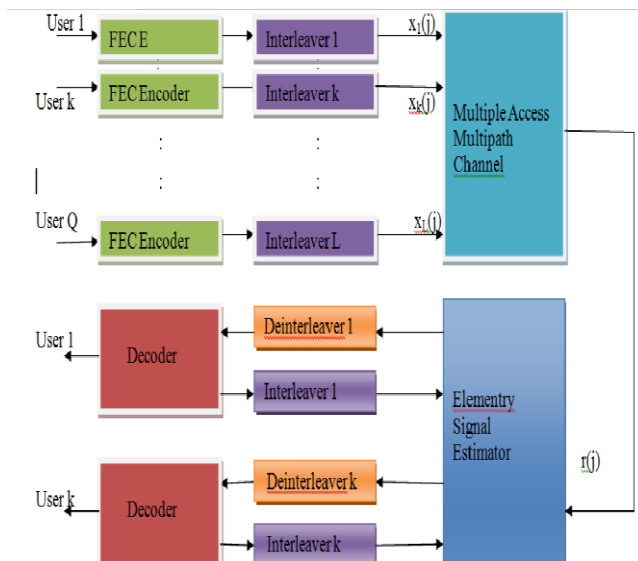 User 1
FEC E
Interleaver 1
x1(j)
User k
FEC Encoder
Interleaver k
xk(j)
Multiple Access
Multipath
Channel
:
:
:
:
User Q
FEC Encoder
Interleaver L
xL(j)
User 1
Decoder
Deinterleaver 1
Interleaver 1
Elementry
Signal
Estimator
r(j)
User k
Decoder
Deinterleaver k
Interleaver k